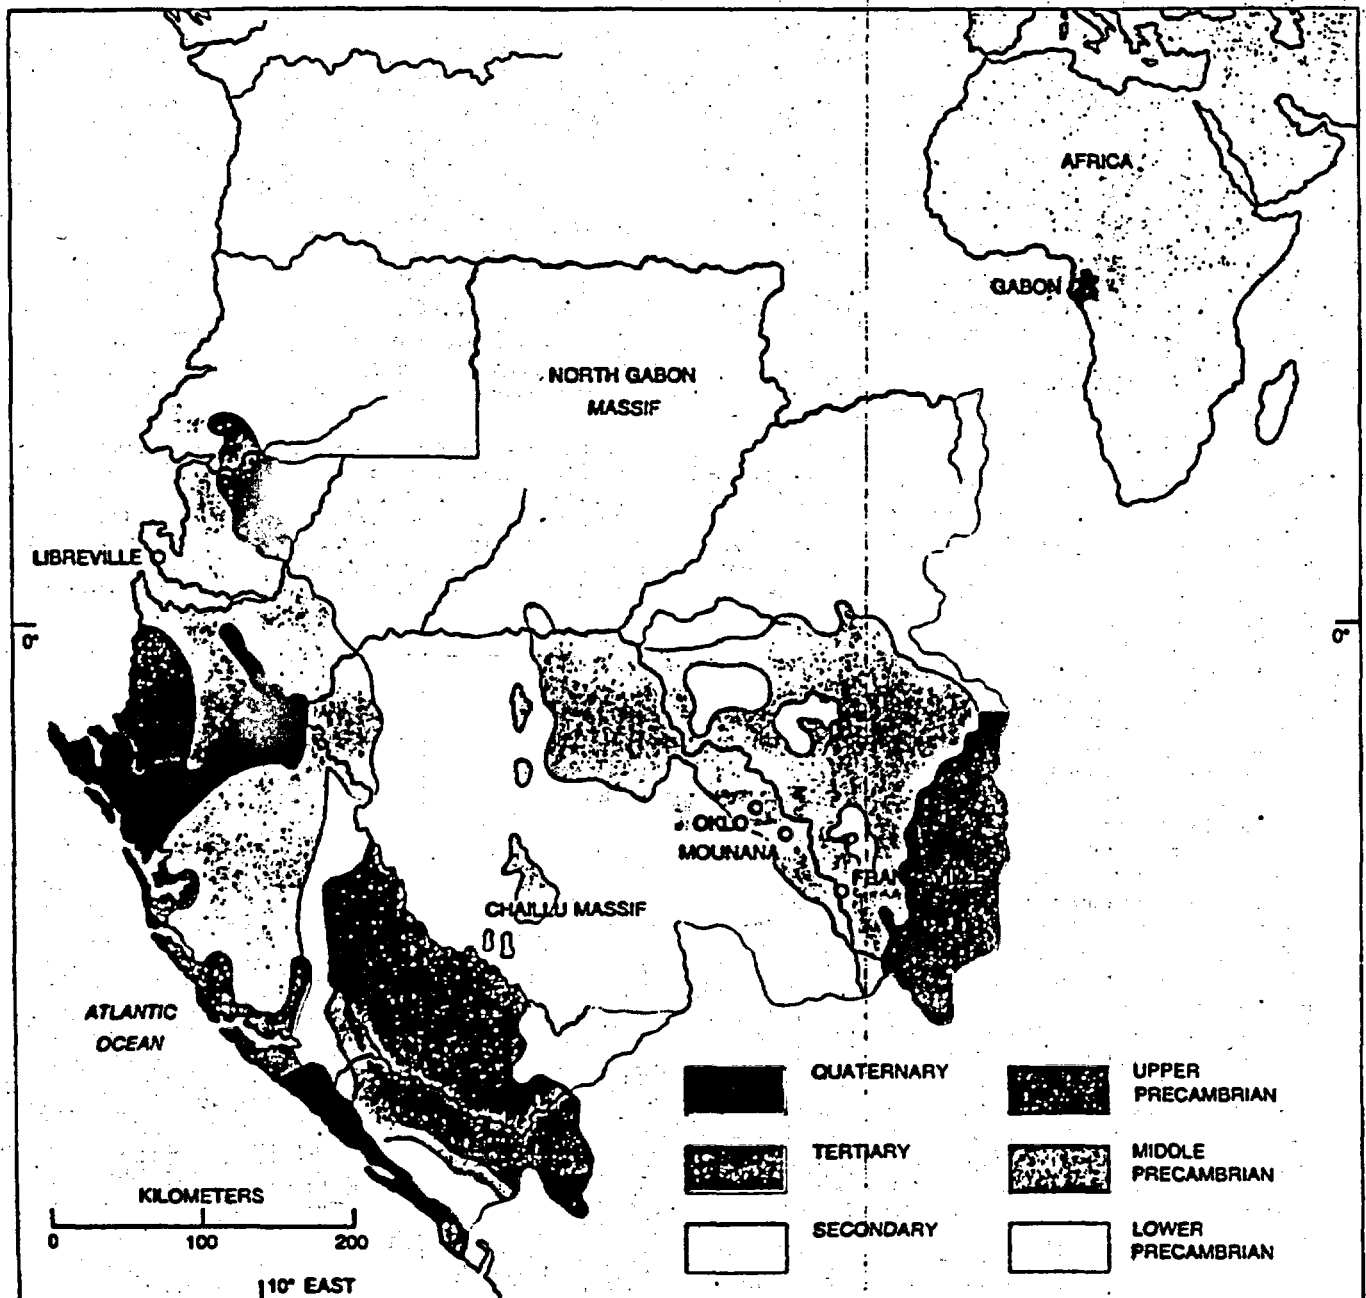 AFRICA
GABON
NORTH GABON
MASSIF
LIBREVILLE
0°
0°
OKLO
MOUNANA
CHAILLU MASSIF
ATLANTIC
OCEAN
QUATERNARY
UPPER
PRECAMBRIAN
TERTIARY
MIDDLE
PRECAMBRIAN
SECONDARY
LOWER
PRECAMBRIAN
KILOMETERS
0 100 200
10° EAST